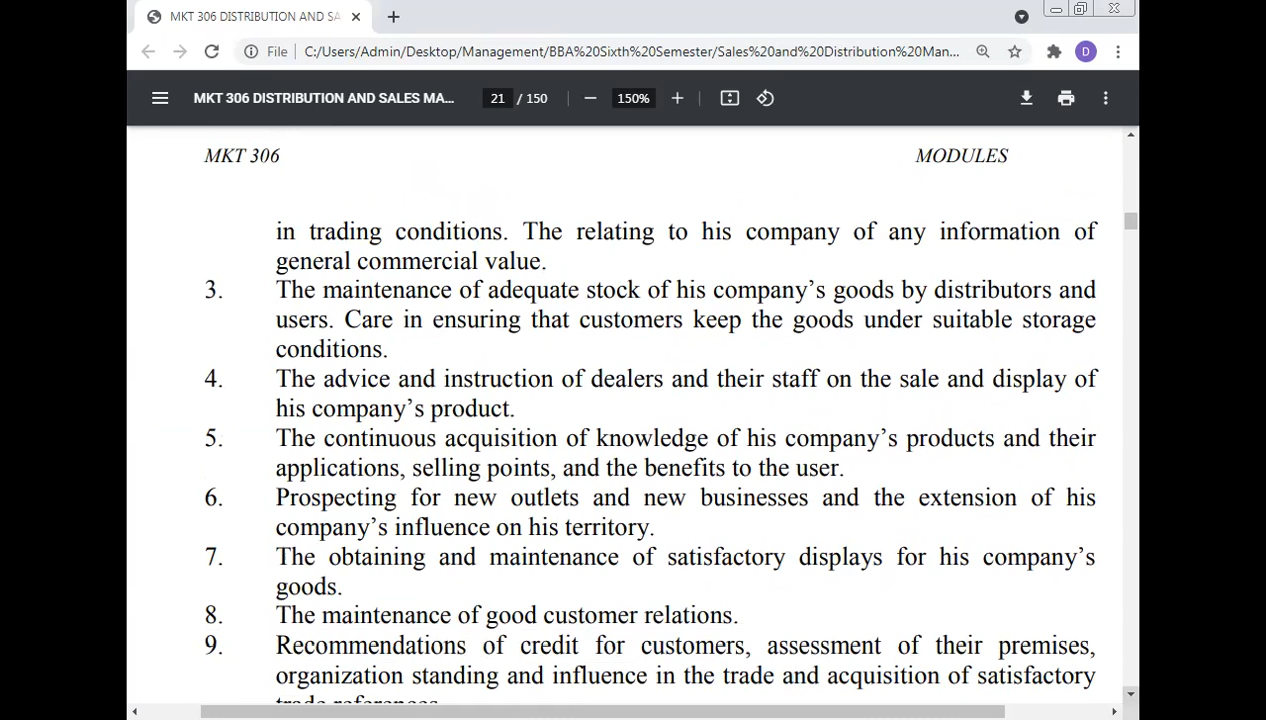 MKT 306 DISTRIBUTION AND SA
File C:/Users/Admin/Desktop/Management/BBA%20Sixth%20Semester/Sales%20and%20Distribution%20Man... D
MKT 306 DISTRIBUTION AND SALES MA... 21 / 150 150%
MKT 306 MODULES
in trading conditions. The relating to his company of any information of
general commercial value.
3. The maintenance of adequate stock of his company’s goods by distributors and
users. Care in ensuring that customers keep the goods under suitable storage
conditions.
4. The advice and instruction of dealers and their staff on the sale and display of
his company’s product.
5. The continuous acquisition of knowledge of his company’s products and their
applications, selling points, and the benefits to the user.
6. Prospecting for new outlets and new businesses and the extension of his
company’s influence on his territory.
7. The obtaining and maintenance of satisfactory displays for his company’s
goods.
8. The maintenance of good customer relations.
9. Recommendations of credit for customers, assessment of their premises,
organization standing and influence in the trade and acquisition of satisfactory
trade references.